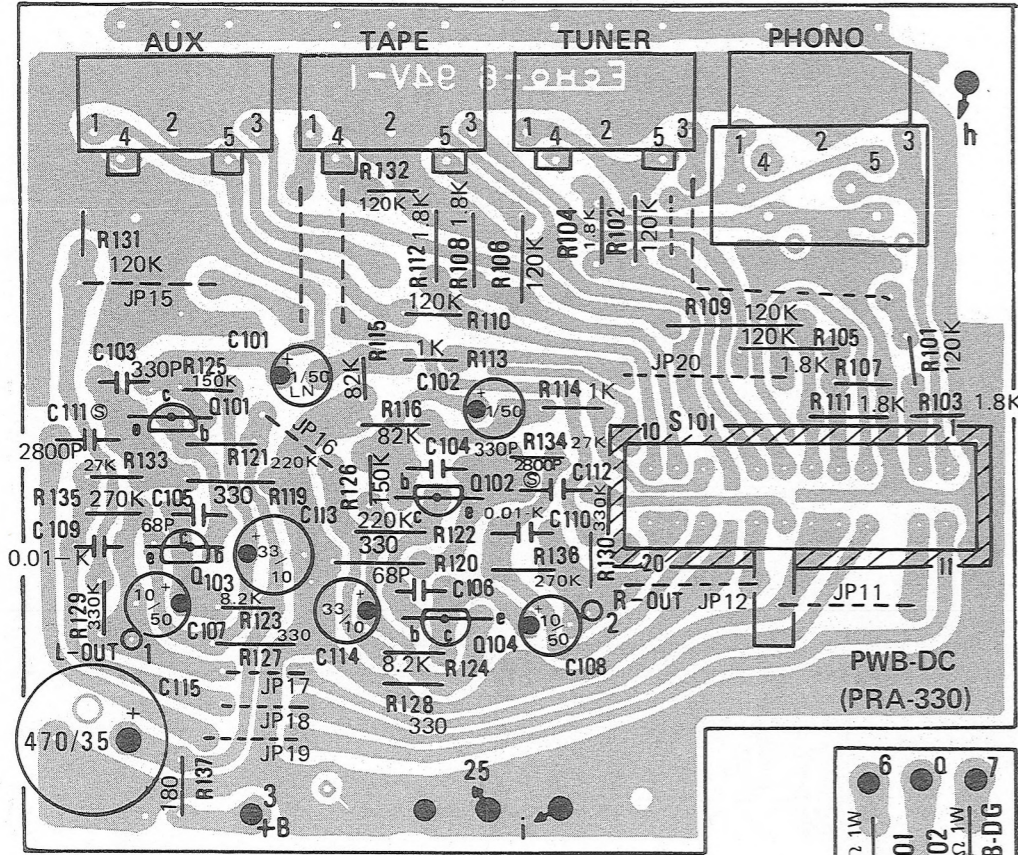 AUX TAPE TUNER PHONO
Echo-8 94V-1
1 4 2 5 3
1 4 2 5 3
1 4 2 5 3
1 4 2 5 3
h
R131
120K
JP15
R132
120K
R112 1.8K
R108 1.8K
R106 120K
R104 1.8K
R102 120K
R109 120K
120K R105
R101 120K
120K R110
C103 330P
R125 150K
C101
+ 1/50 LN
R115 82K
1K R113
C102
+ 1/50
R114 1K
JP20
1.8K R107
R111 1.8K
R103 1.8K
C111 Ⓢ
2800P
c Q101
e b
JP16
R116
82K
C104 330P
R134 27K
2800P
Ⓢ C112
10 S101 1
27K R133
R121 220K
R126 150K
b c e Q102
R135 270K
C105 68P
330 R119
C113
+ 33/10
220K
R122
0.01-K C110
R130 330K
C109
0.01-K
e c b
Q103
330
R120
R136
270K
20 11
R129 330K
+ 10/50
C107
8.2K
R123
330
R127
C114
33/10 +
68P C106
b c e
Q104
8.2K
R124
R128
330
+ 10/50
C108
2
R-OUT JP12
JP11
L-OUT 1
C115
470/35 +
JP17
JP18
JP19
PWB-DC
(PRA-330)
180 R137
3
+B
25
i
6 0 7
Ω 1W
01
02
Ω 1W
B-DG